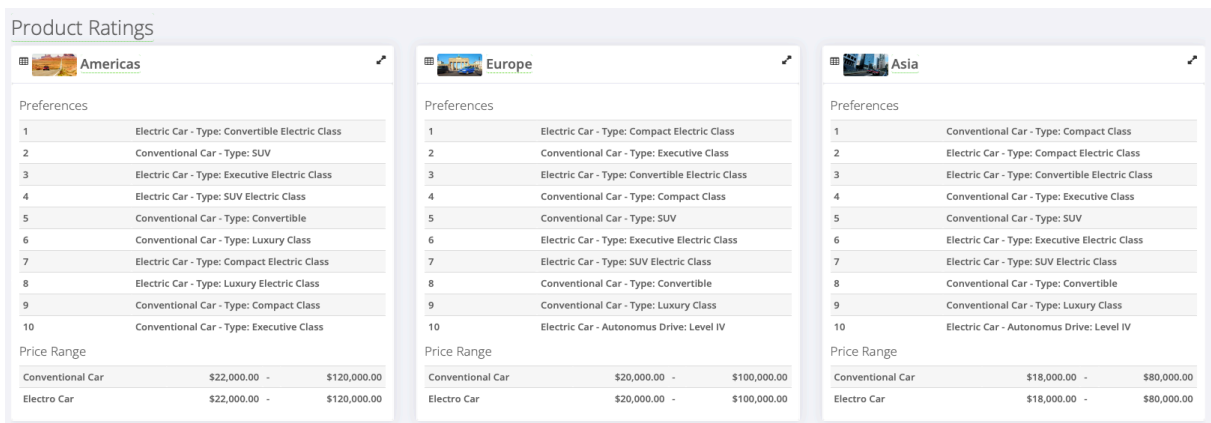 Product Ratings
Americas
Preferences
1 Electric Car - Type: Convertible Electric Class
2 Conventional Car - Type: SUV
3 Electric Car - Type: Executive Electric Class
4 Electric Car - Type: SUV Electric Class
5 Conventional Car - Type: Convertible
6 Conventional Car - Type: Luxury Class
7 Electric Car - Type: Compact Electric Class
8 Electric Car - Type: Luxury Electric Class
9 Conventional Car - Type: Compact Class
10 Conventional Car - Type: Executive Class
Price Range
Conventional Car $22,000.00 - $120,000.00
Electro Car $22,000.00 - $120,000.00
Europe
Preferences
1 Electric Car - Type: Compact Electric Class
2 Conventional Car - Type: Executive Class
3 Electric Car - Type: Convertible Electric Class
4 Conventional Car - Type: Compact Class
5 Conventional Car - Type: SUV
6 Electric Car - Type: Executive Electric Class
7 Electric Car - Type: SUV Electric Class
8 Conventional Car - Type: Convertible
9 Conventional Car - Type: Luxury Class
10 Electric Car - Autonomus Drive: Level IV
Price Range
Conventional Car $20,000.00 - $100,000.00
Electro Car $20,000.00 - $100,000.00
Asia
Preferences
1 Conventional Car - Type: Compact Class
2 Electric Car - Type: Compact Electric Class
3 Electric Car - Type: Convertible Electric Class
4 Conventional Car - Type: Executive Class
5 Conventional Car - Type: SUV
6 Electric Car - Type: Executive Electric Class
7 Electric Car - Type: SUV Electric Class
8 Conventional Car - Type: Convertible
9 Conventional Car - Type: Luxury Class
10 Electric Car - Autonomus Drive: Level IV
Price Range
Conventional Car $18,000.00 - $80,000.00
Electro Car $18,000.00 - $80,000.00